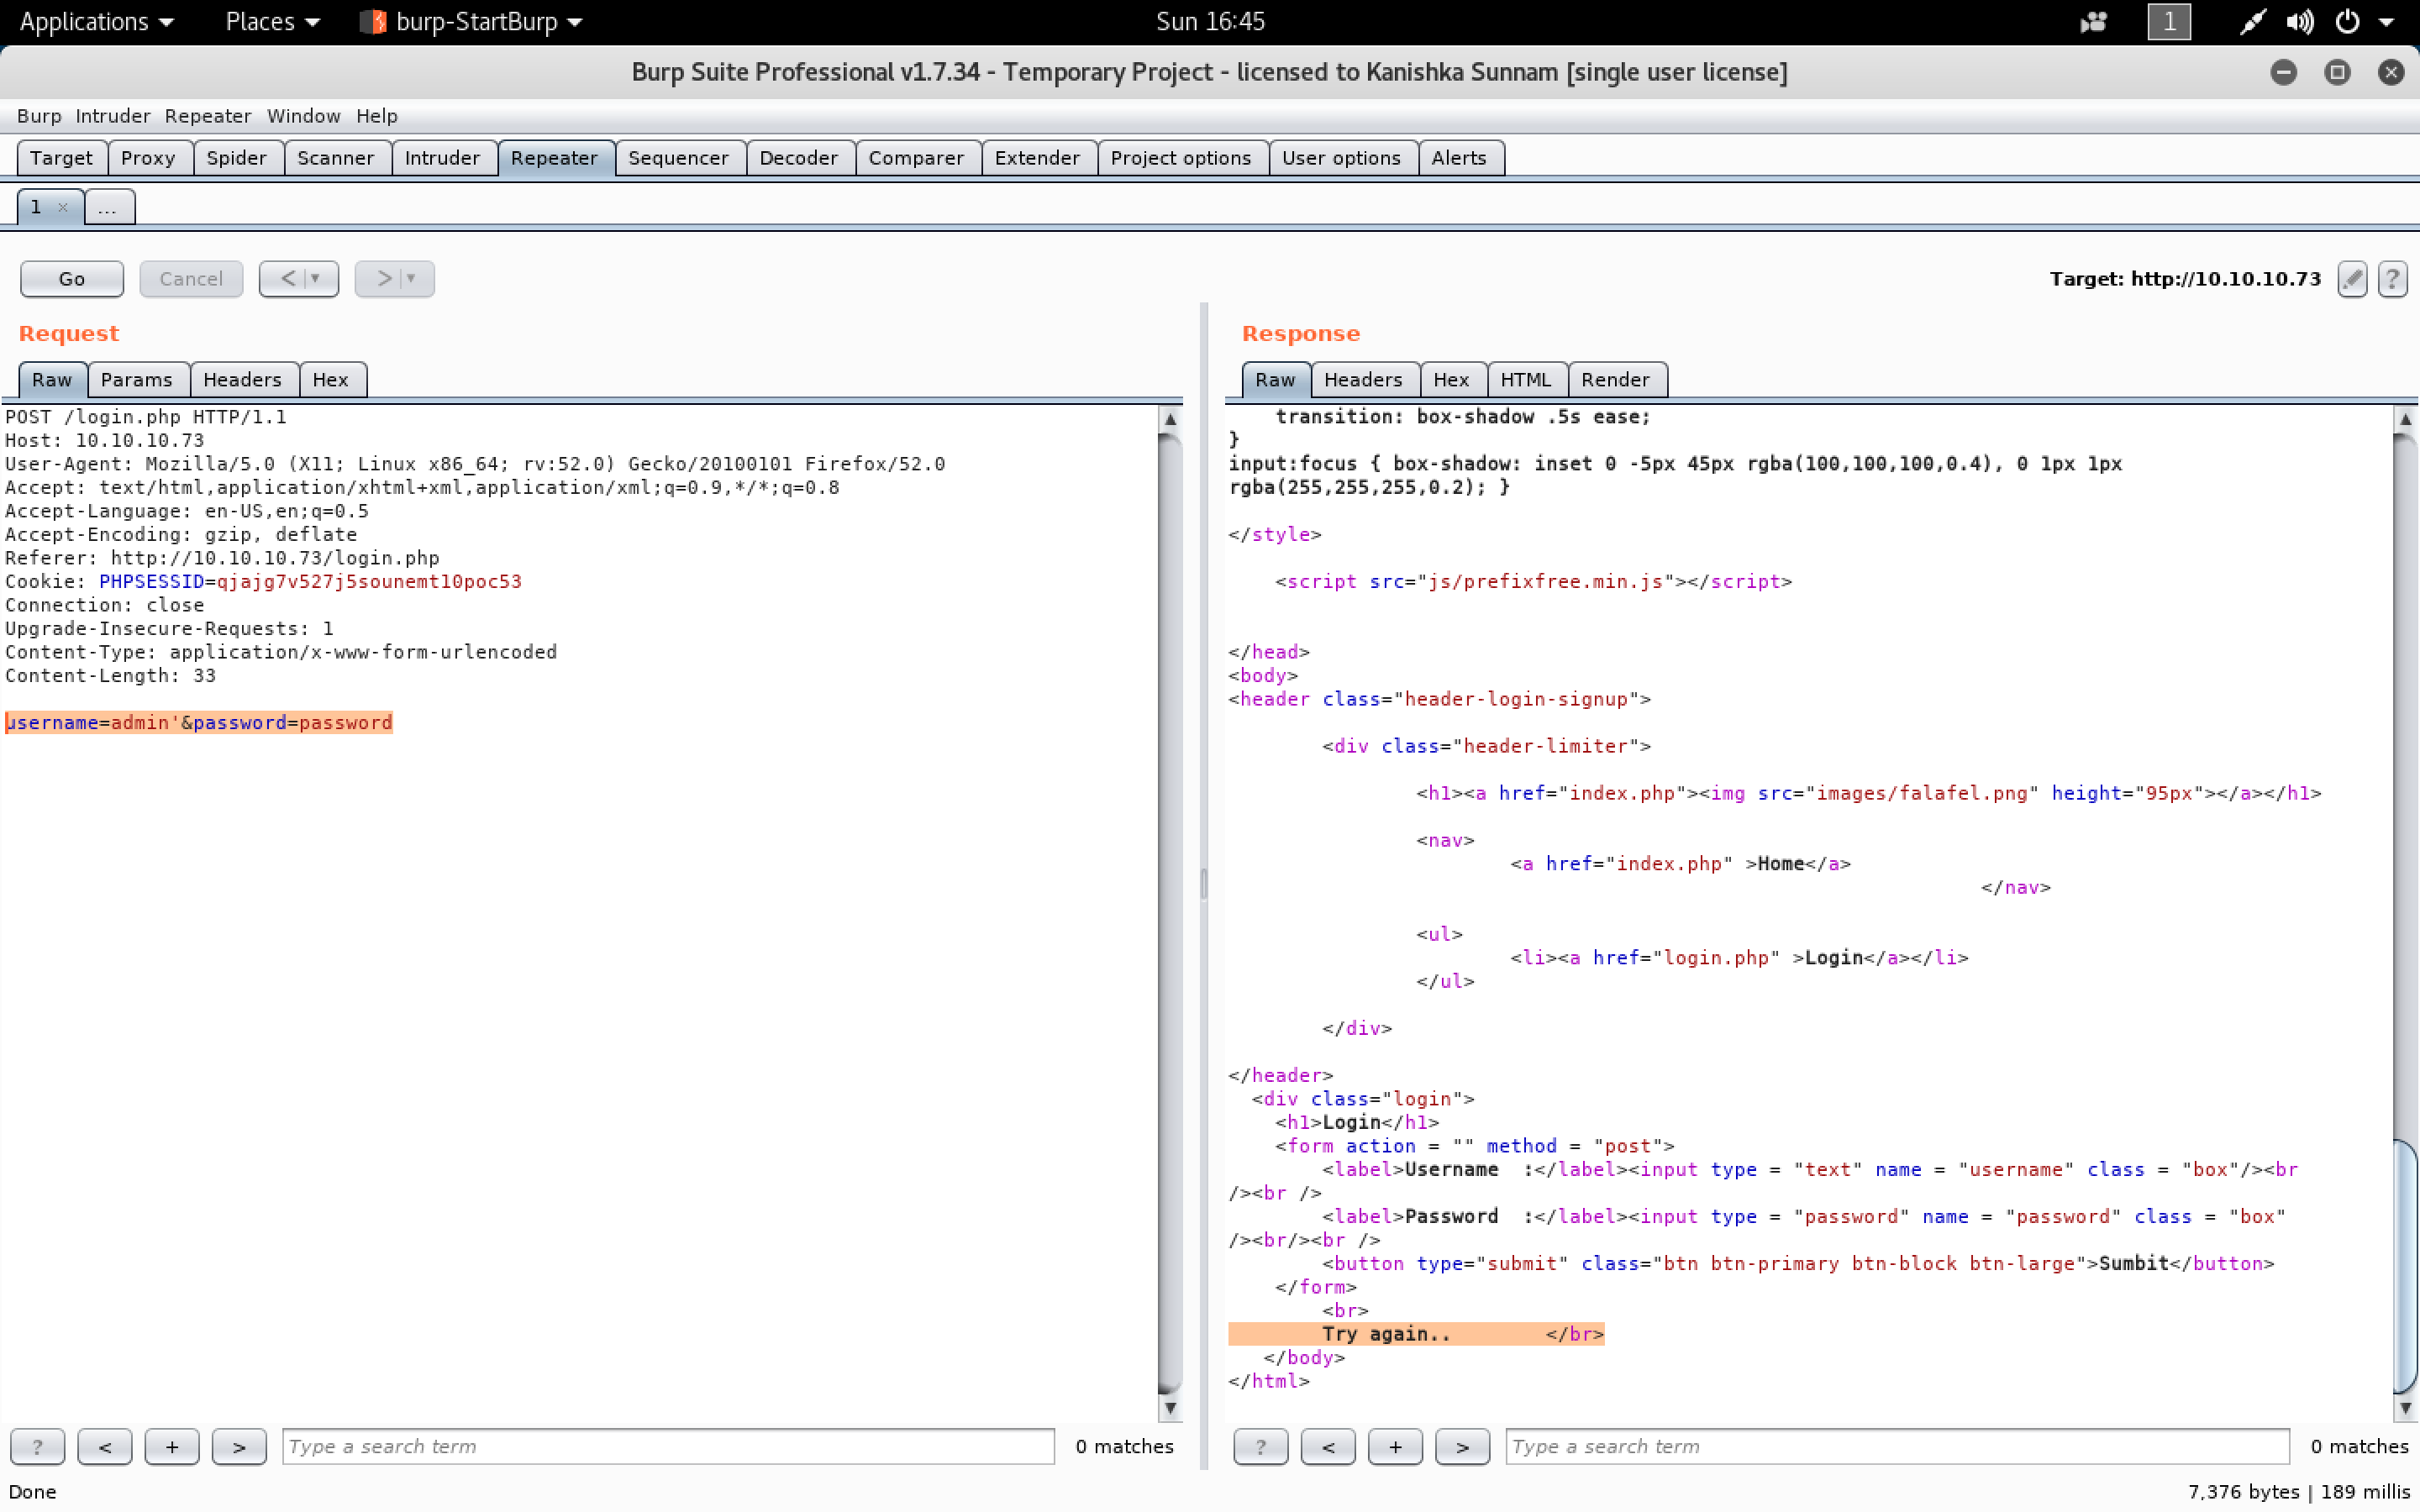 Applications Places burp-StartBurp Sun 16:45 1
Burp Suite Professional v1.7.34 - Temporary Project - licensed to Kanishka Sunnam [single user license]
Burp Intruder Repeater Window Help
Target Proxy Spider Scanner Intruder Repeater Sequencer Decoder Comparer Extender Project options User options Alerts
1 × ...
Go Cancel < > Target: http://10.10.10.73 ?
Request
Raw Params Headers Hex
POST /login.php HTTP/1.1
Host: 10.10.10.73
User-Agent: Mozilla/5.0 (X11; Linux x86_64; rv:52.0) Gecko/20100101 Firefox/52.0
Accept: text/html,application/xhtml+xml,application/xml;q=0.9,*/*;q=0.8
Accept-Language: en-US,en;q=0.5
Accept-Encoding: gzip, deflate
Referer: http://10.10.10.73/login.php
Cookie: PHPSESSID=qjajg7v527j5sounemt10poc53
Connection: close
Upgrade-Insecure-Requests: 1
Content-Type: application/x-www-form-urlencoded
Content-Length: 33
username=admin'&password=password
? < + > Type a search term 0 matches
Response
Raw Headers Hex HTML Render
transition: box-shadow .5s ease;
}
input:focus { box-shadow: inset 0 -5px 45px rgba(100,100,100,0.4), 0 1px 1px
rgba(255,255,255,0.2); }
</style>
<script src="js/prefixfree.min.js"></script>
</head>
<body>
<header class="header-login-signup">
<div class="header-limiter">
<h1><a href="index.php"><img src="images/falafel.png" height="95px"></a></h1>
<nav>
<a href="index.php" >Home</a>
</nav>
<ul>
<li><a href="login.php" >Login</a></li>
</ul>
</div>
</header>
<div class="login">
<h1>Login</h1>
<form action = "" method = "post">
<label>Username  :</label><input type = "text" name = "username" class = "box"/><br
/><br />
<label>Password  :</label><input type = "password" name = "password" class = "box"
/><br/><br />
<button type="submit" class="btn btn-primary btn-block btn-large">Sumbit</button>
</form>
<br>
Try again..        </br>
</body>
</html>
? < + > Type a search term 0 matches
Done 7,376 bytes | 189 millis